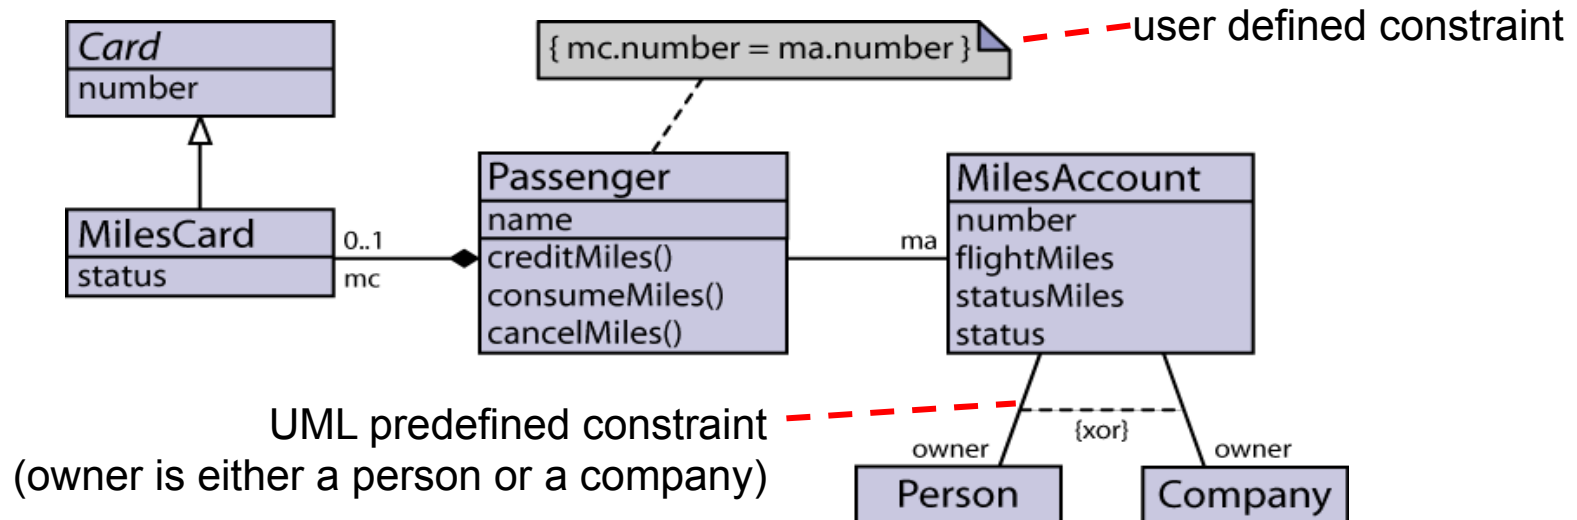 Card
number
{ mc.number = ma.number }
user defined constraint
MilesCard
status
0..1
mc
Passenger
name
creditMiles()
consumeMiles()
cancelMiles()
ma
MilesAccount
number
flightMiles
statusMiles
status
UML predefined constraint
(owner is either a person or a company)
{xor}
owner
owner
Person
Company